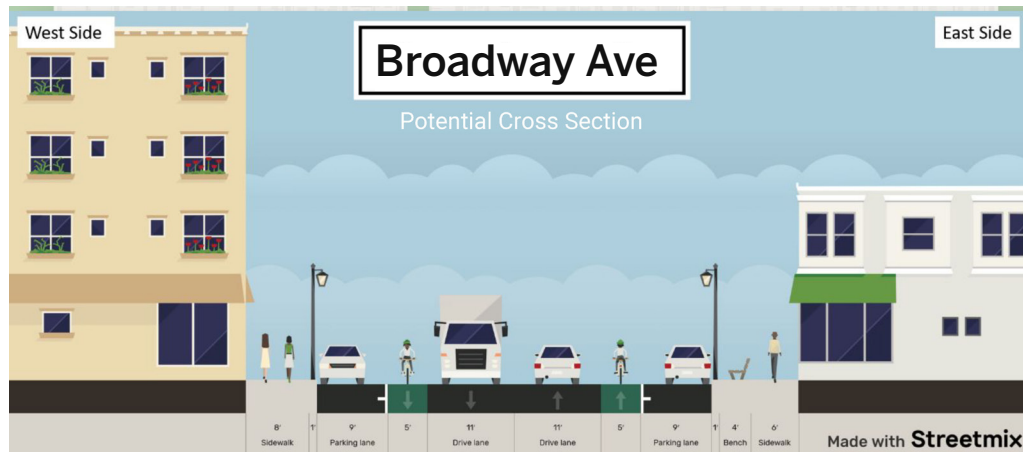 West Side
East Side
Broadway Ave
Potential Cross Section
8' 1' 9' 5' 11' 11' 5' 9' 1' 4' 6'
Sidewalk Parking lane Drive lane Drive lane Parking lane Bench Sidewalk
Made with Streetmix